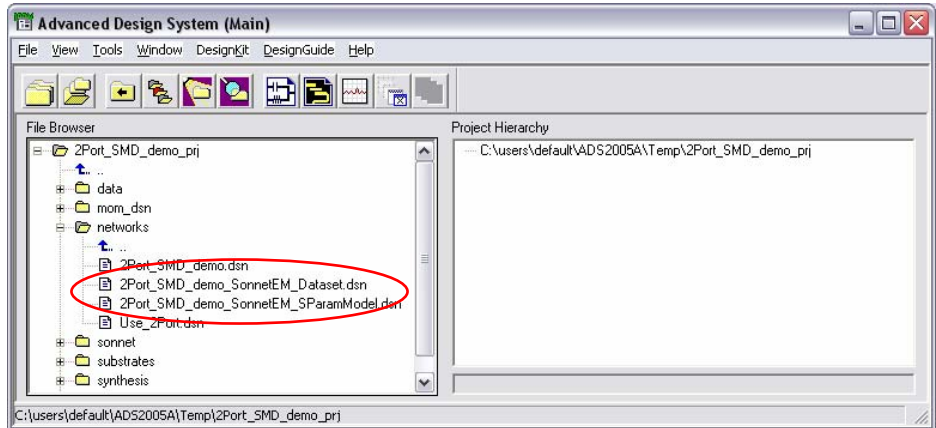 Advanced Design System (Main)
File View Tools Window DesignKit DesignGuide Help
File Browser
2Port_SMD_demo_prj
..
data
mom_dsn
networks
..
2Port_SMD_demo.dsn
2Port_SMD_demo_SonnetEM_Dataset.dsn
2Port_SMD_demo_SonnetEM_SParamModel.dsn
Use_2Port.dsn
sonnet
substrates
synthesis
Project Hierarchy
C:\users\default\ADS2005A\Temp\2Port_SMD_demo_prj
C:\users\default\ADS2005A\Temp\2Port_SMD_demo_prj